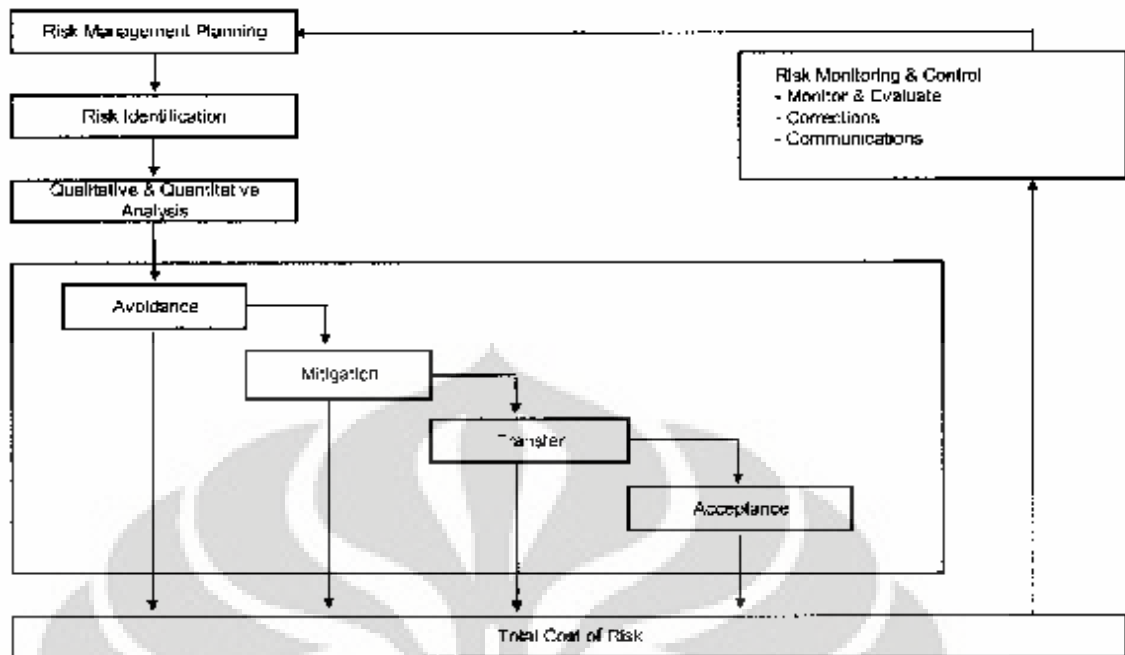 Risk Management Planning
Risk Monitoring & Control
- Monitor & Evaluate
- Corrections
- Communications
Risk Identification
Qualitative & Quantitative
Analysis
Avoidance
Mitigation
Transfer
Acceptance
Total Cost of Risk